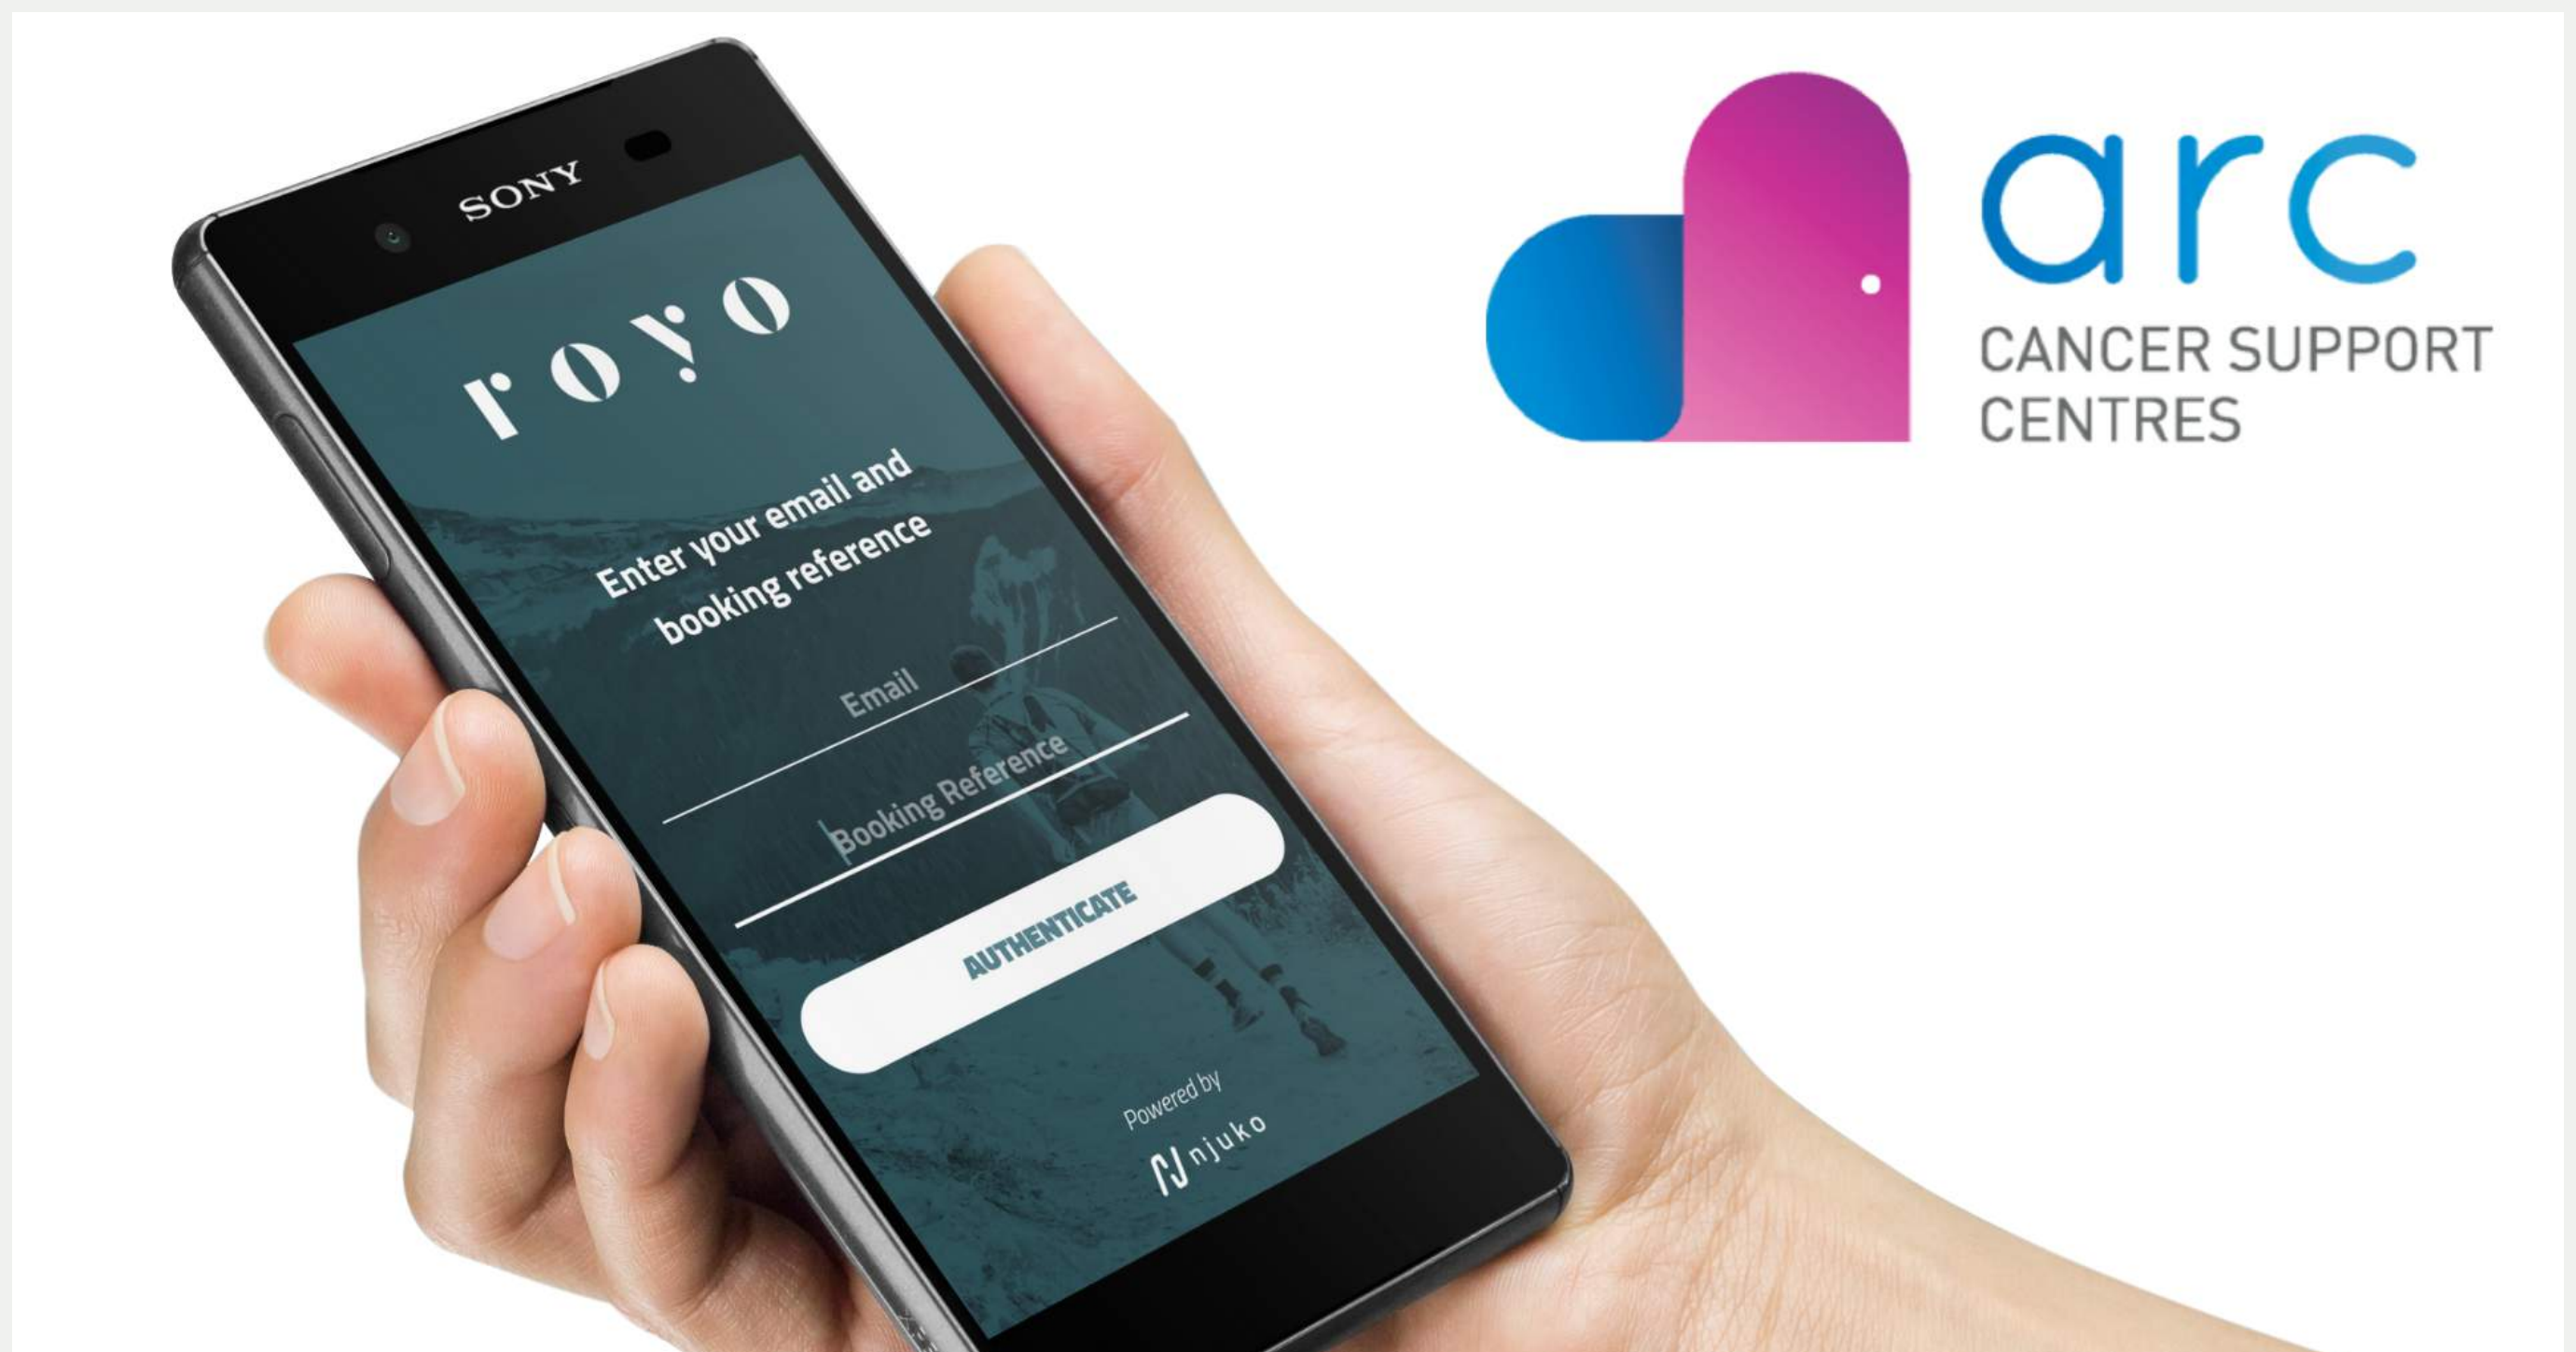 SONY
royo
Enter your email and
booking reference
Email
Booking Reference
AUTHENTICATE
Powered by
njuko
arc
CANCER SUPPORT
CENTRES